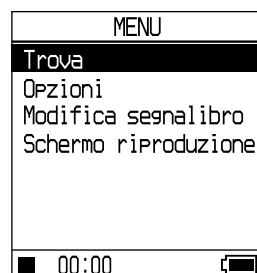 MENU
Trova
Opzioni
Modifica segnalibro
Schermo riproduzione
00:00